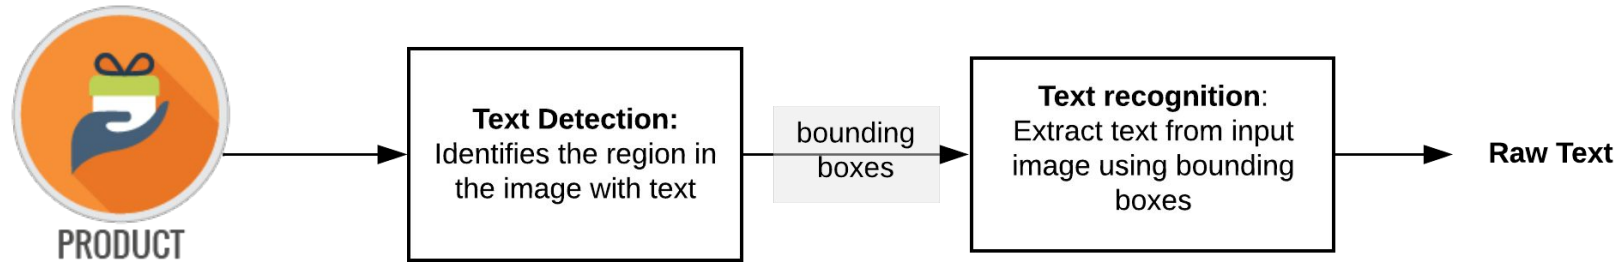 PRODUCT
Text Detection:
Identifies the region in
the image with text
bounding
boxes
Text recognition:
Extract text from input
image using bounding
boxes
Raw Text